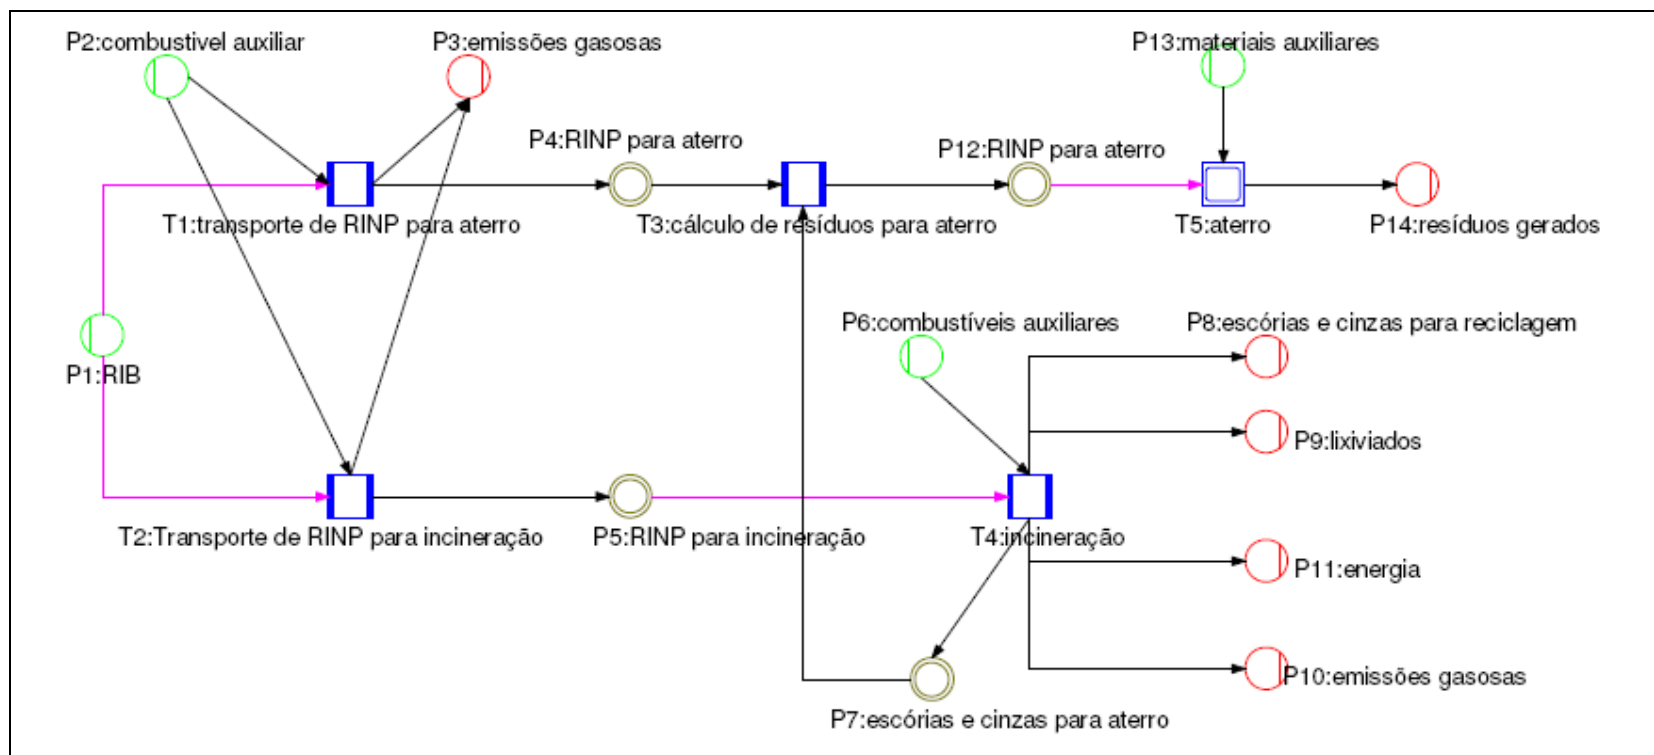 P2:combustivel auxiliar
P3:emissões gasosas
P13:materiais auxiliares
P4:RINP para aterro
P12:RINP para aterro
T1:transporte de RINP para aterro
T3:cálculo de resíduos para aterro
T5:aterro
P14:resíduos gerados
P6:combustíveis auxiliares
P8:escórias e cinzas para reciclagem
P1:RIB
P9:lixiviados
T2:Transporte de RINP para incineração
P5:RINP para incineração
T4:incineração
P11:energia
P10:emissões gasosas
P7:escórias e cinzas para aterro